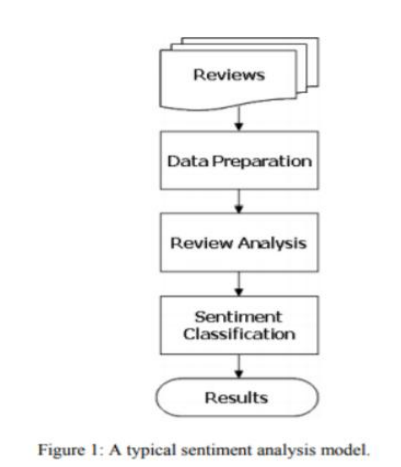 Reviews
Data Preparation
Review Analysis
Sentiment
Classification
Results
Figure 1: A typical sentiment analysis model.